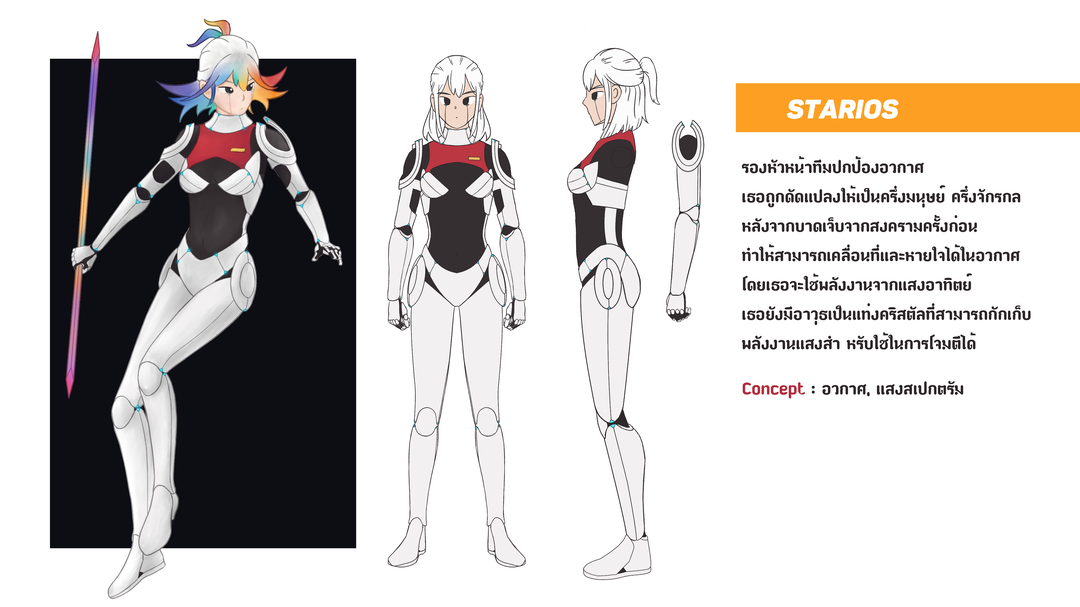 STARIOS
รองหัวหน้าทีมปกป้องอวกาศ
เธอถูกดัดแปลงให้เป็นครึ่งมนุษย์ ครึ่งจักรกล
หลังจากบาดเจ็บจากสงครามครั้งก่อน
ทำให้สามารถเคลื่อนที่และหายใจได้ในอวกาศ
โดยเธอจะใช้พลังงานจากแสงอาทิตย์
เธอยังมีอาวุธเป็นแท่งคริสตัลที่สามารถกักเก็บ
พลังงานแสงสำ หรับใช้ในการโจมตีได้
Concept : อวกาศ, แสงสเปกตรัม